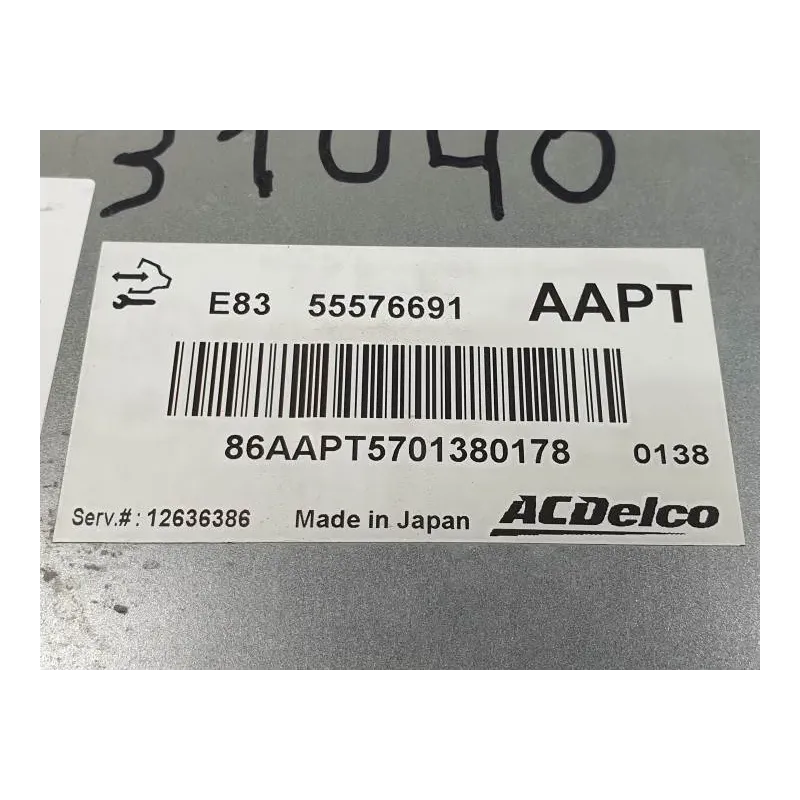 31040
E83 55576691 AAPT
86AAPT5701380178 0138
Serv.#: 12636386 Made in Japan ACDelco